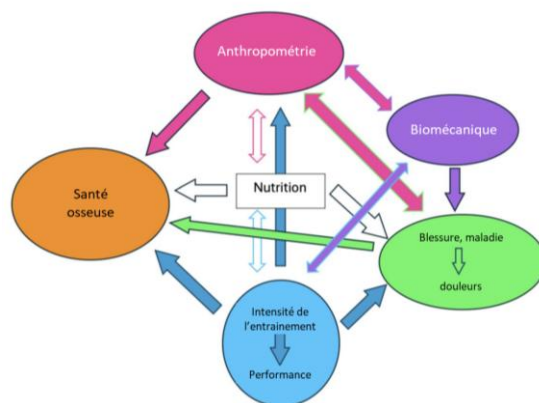 Anthropométrie
Biomécanique
Nutrition
Santé
osseuse
Blessure, maladie
douleurs
Intensité de
l'entrainement
Performance